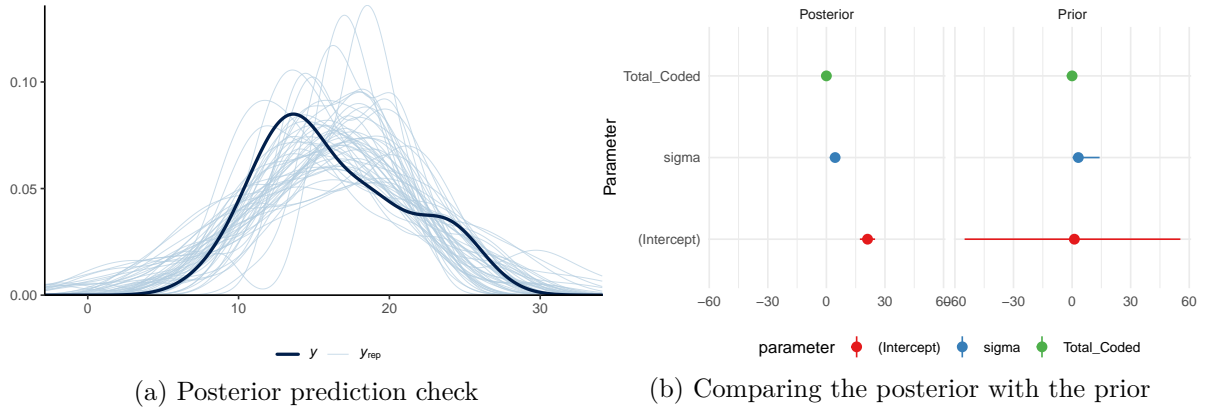 0.10
0.05
0.00
0 10 20 30
y yrep
(a) Posterior prediction check
Posterior Prior
Parameter
Total_Coded
sigma
(Intercept)
−60 −30 0 30 60 −60 −30 0 30 60
parameter (Intercept) sigma Total_Coded
(b) Comparing the posterior with the prior